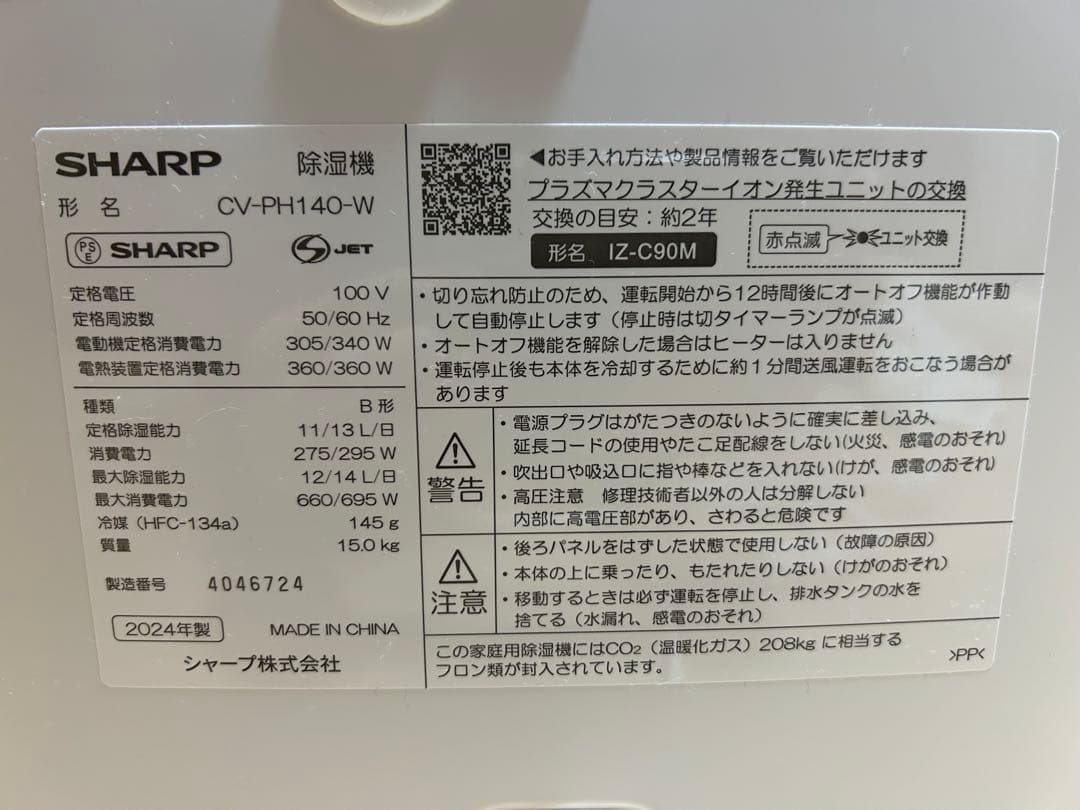 SHARP 除湿機
形 名 CV-PH140-W
PS
E
SHARP
S JET
定格電圧 100 V
定格周波数 50/60 Hz
電動機定格消費電力 305/340 W
電熱装置定格消費電力 360/360 W
種類 B 形
定格除湿能力 11/13 L/日
消費電力 275/295 W
最大除湿能力 12/14 L/日
最大消費電力 660/695 W
冷媒（HFC-134a） 145 g
質量 15.0 kg
製造番号 4046724
2024年製 MADE IN CHINA
シャープ株式会社
◀お手入れ方法や製品情報をご覧いただけます
プラズマクラスターイオン発生ユニットの交換
交換の目安：約2年
形名 IZ-C90M
赤点滅 ユニット交換
・切り忘れ防止のため、運転開始から12時間後にオートオフ機能が作動
して自動停止します（停止時は切タイマーランプが点滅）
・オートオフ機能を解除した場合はヒーターは入りません
・運転停止後も本体を冷却するために約１分間送風運転をおこなう場合が
あります
警告
・電源プラグはがたつきのないように確実に差し込み、
延長コードの使用やたこ足配線をしない(火災、感電のおそれ)
・吹出口や吸込口に指や棒などを入れない(けが、感電のおそれ)
・高圧注意 修理技術者以外の人は分解しない
内部に高電圧部があり、さわると危険です
注意
・後ろパネルをはずした状態で使用しない（故障の原因）
・本体の上に乗ったり、もたれたりしない（けがのおそれ）
・移動するときは必ず運転を停止し、排水タンクの水を
捨てる（水漏れ、感電のおそれ）
この家庭用除湿機にはCO₂（温暖化ガス）208kg に相当する
フロン類が封入されています。
>PP<